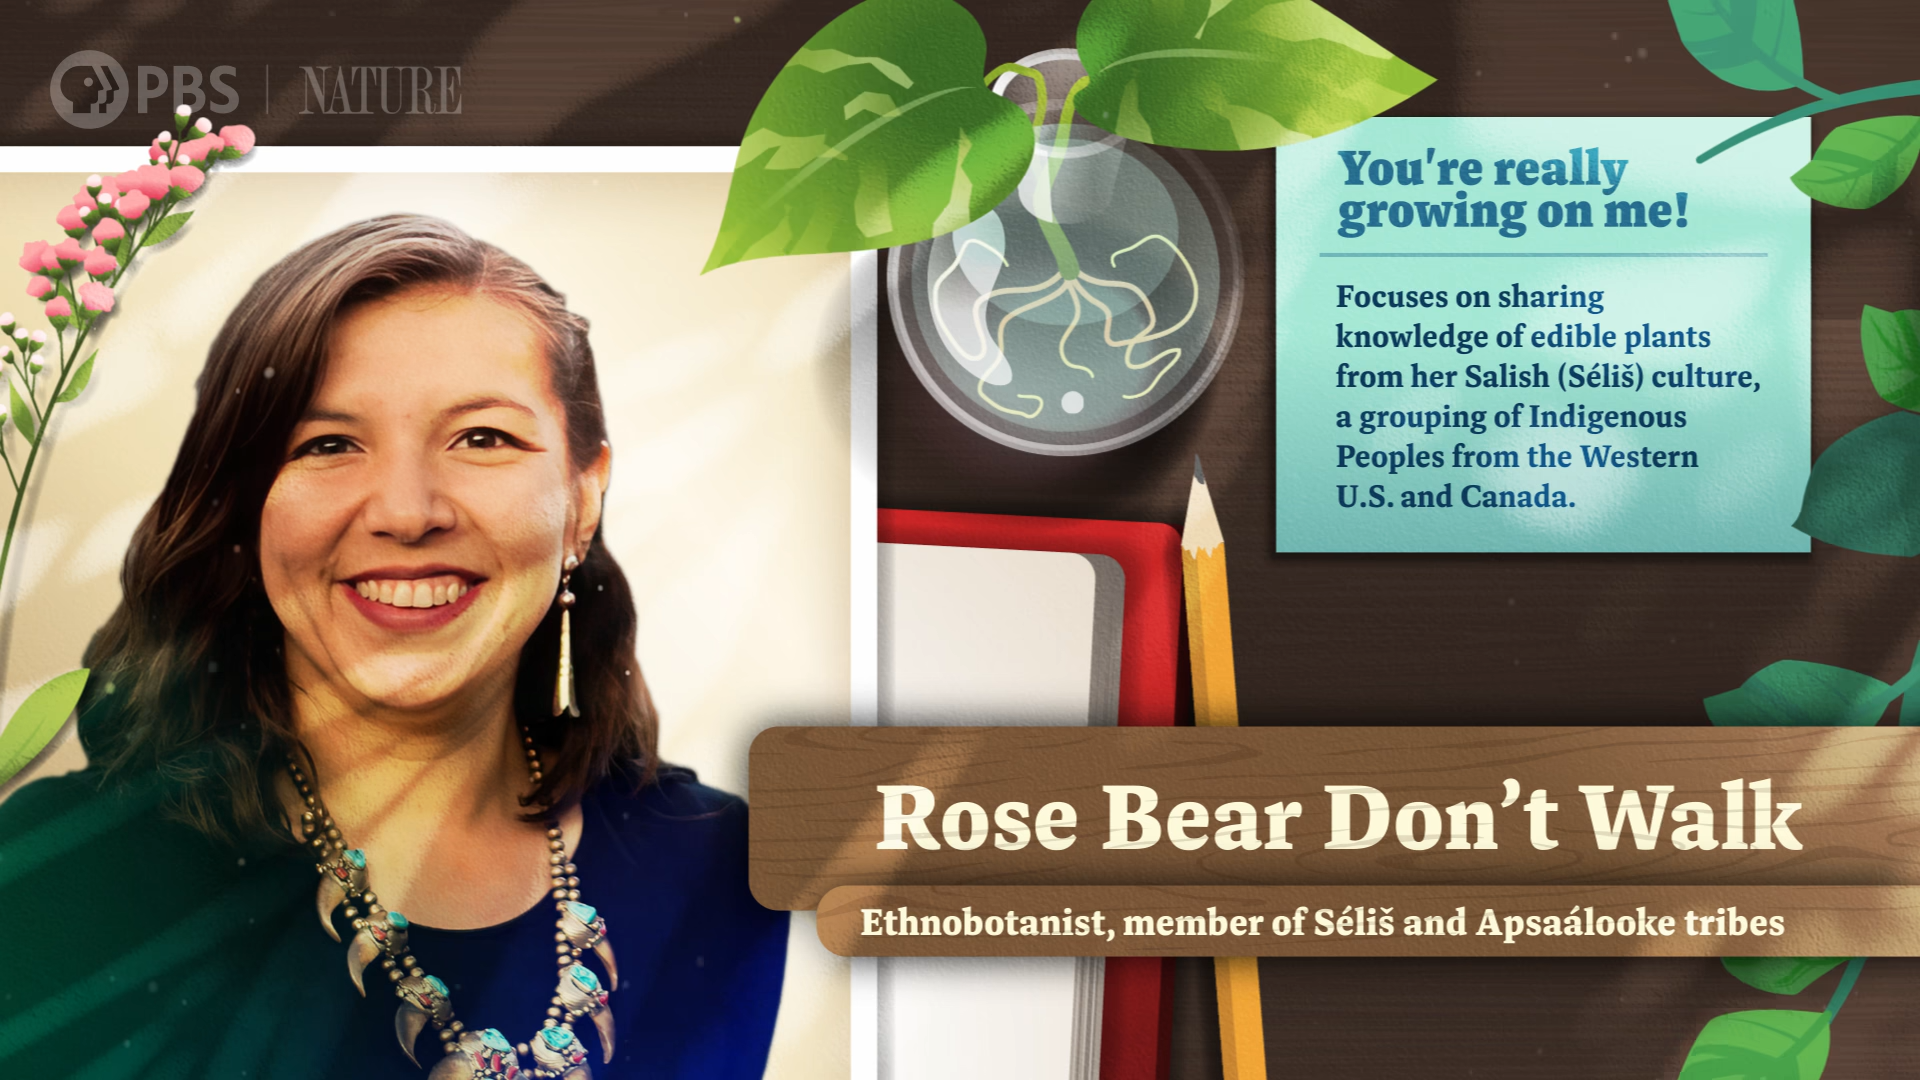 PBS | NATURE
You're really
growing on me!
Focuses on sharing
knowledge of edible plants
from her Salish (Séliš) culture,
a grouping of Indigenous
Peoples from the Western
U.S. and Canada.
Rose Bear Don’t Walk
Ethnobotanist, member of Séliš and Apsaálooke tribes